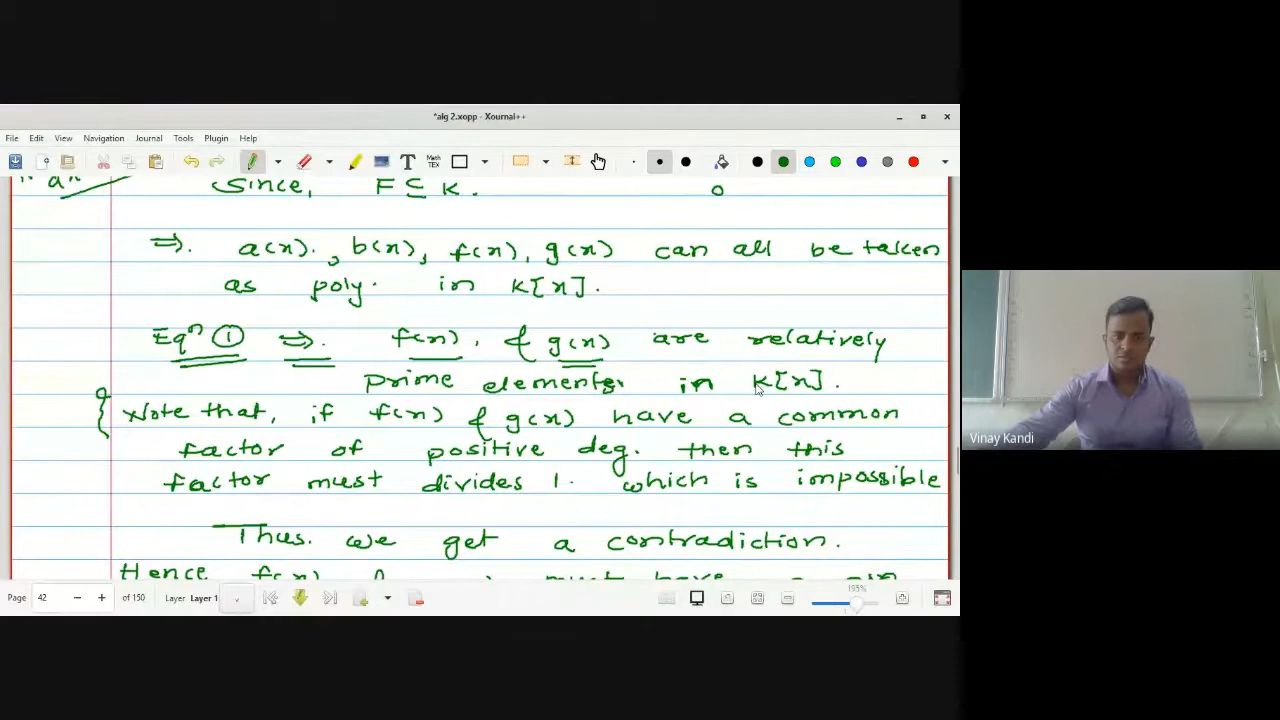 *alg 2.xopp - Xournal++
File Edit View Navigation Journal Tools Plugin Help
Since, F ⊆ K.
⇒. a(x), b(x), f(x), g(x) can all be taken
as poly. in K[x].
Eqn ① ⇒. f(x), & g(x) are relatively
prime elements in K[x].
{ Note that, if f(x) & g(x) have a common
factor of positive deg. then this
factor must divides 1. which is impossible
Thus. we get a contradiction.
Hence f(x) must have
Vinay Kandi
Page 42 of 150 Layer Layer 1 195%